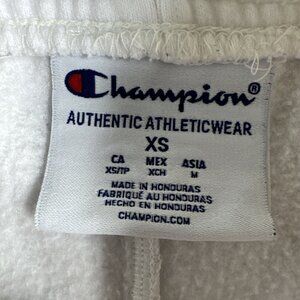 Champion®
AUTHENTIC ATHLETICWEAR
XS
CA MEX ASIA
XS/TP XCH M
MADE IN HONDURAS
FABRIQUÉ AU HONDURAS
HECHO EN HONDURAS
CHAMPION.COM